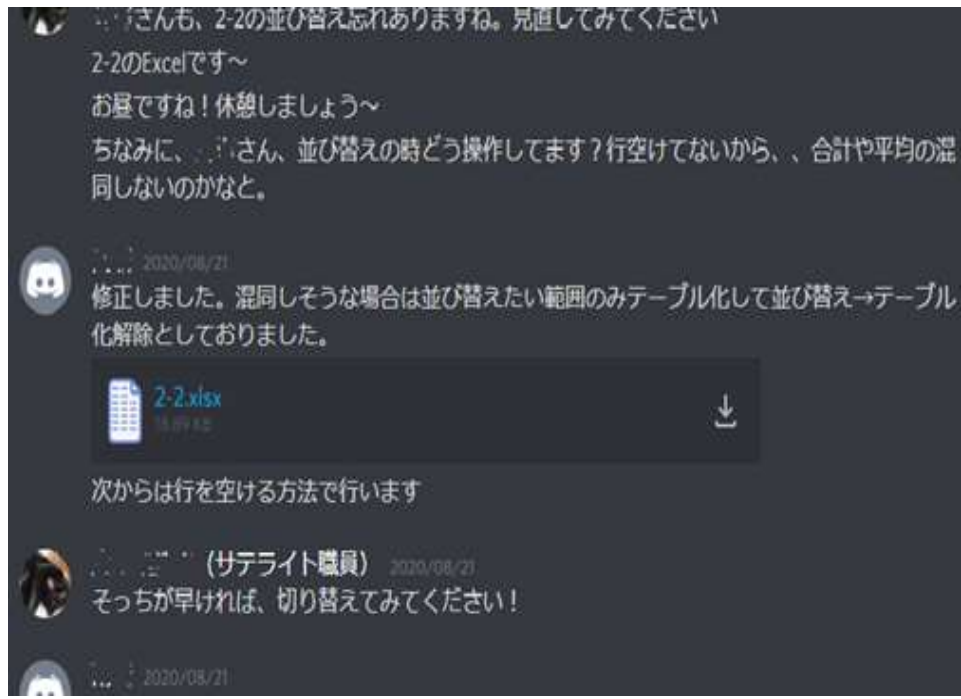 さんも、2-2の並び替え忘れありますね。見直してみてください
2-2のExcelです～
お昼ですね！休憩しましょう～
ちなみに、 さん、並び替えの時どう操作してます？行空けてないから、、合計や平均の混
同しないのかなと。
2020/08/21
修正しました。混同しそうな場合は並び替えたい範囲のみテーブル化して並び替え→テーブル
化解除としておりました。
2-2.xlsx
次からは行を空ける方法で行います
（サテライト職員） 2020/08/21
そっちが早ければ、切り替えてみてください！
2020/08/21